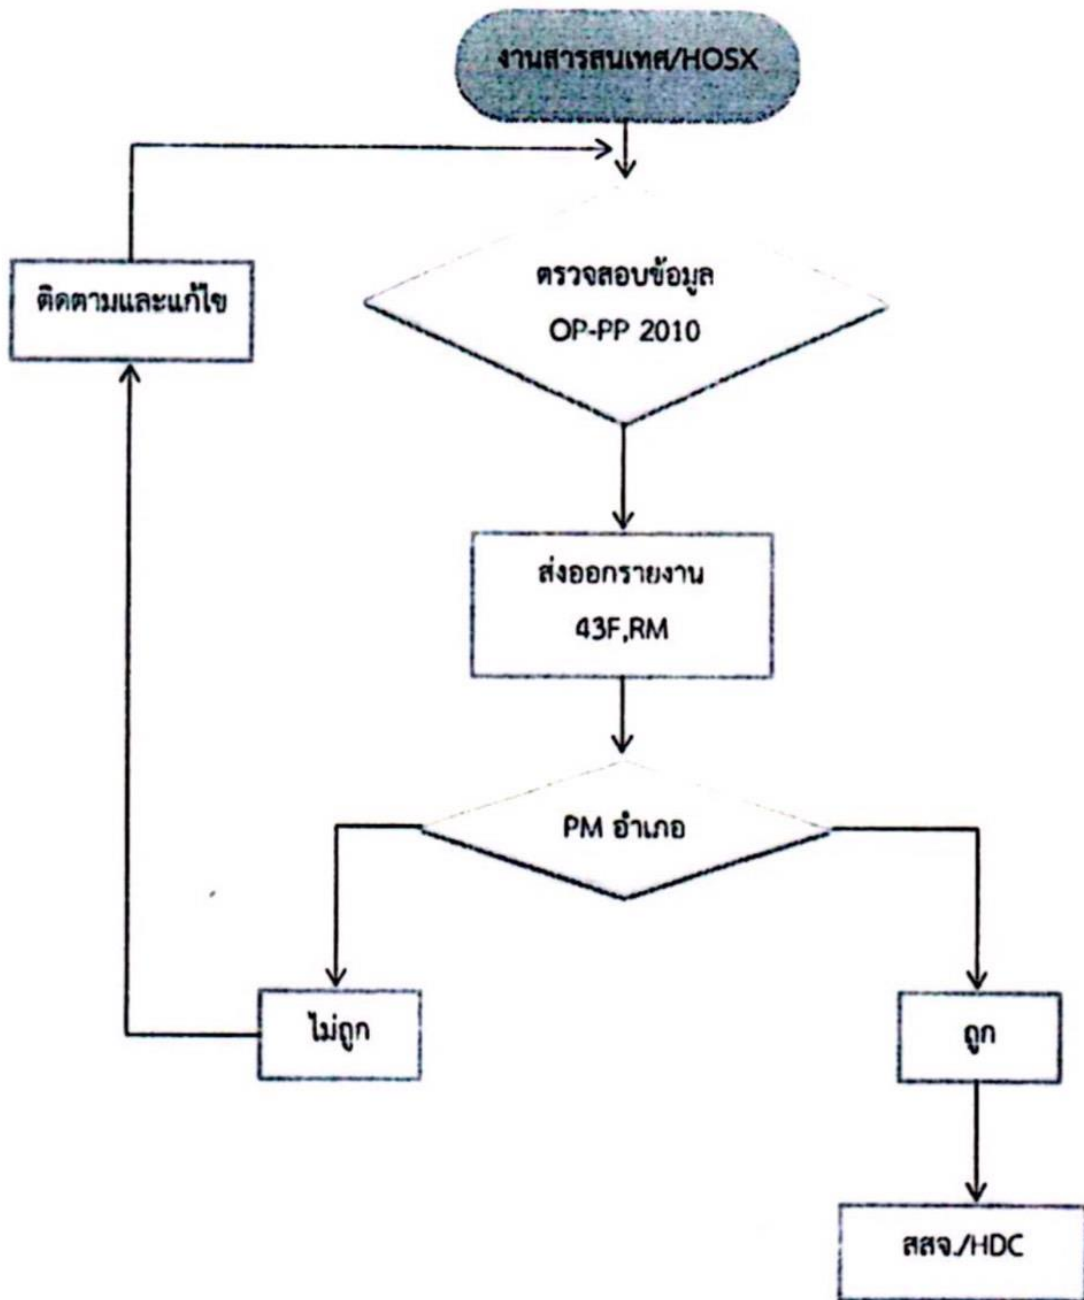 งานสารสนเทศ/HOSX
ติดตามและแก้ไข
ตรวจสอบข้อมูล
OP-PP 2010
ส่งออกรายงาน
43F,RM
PM อำเภอ
ไม่ถูก
ถูก
สสจ./HDC